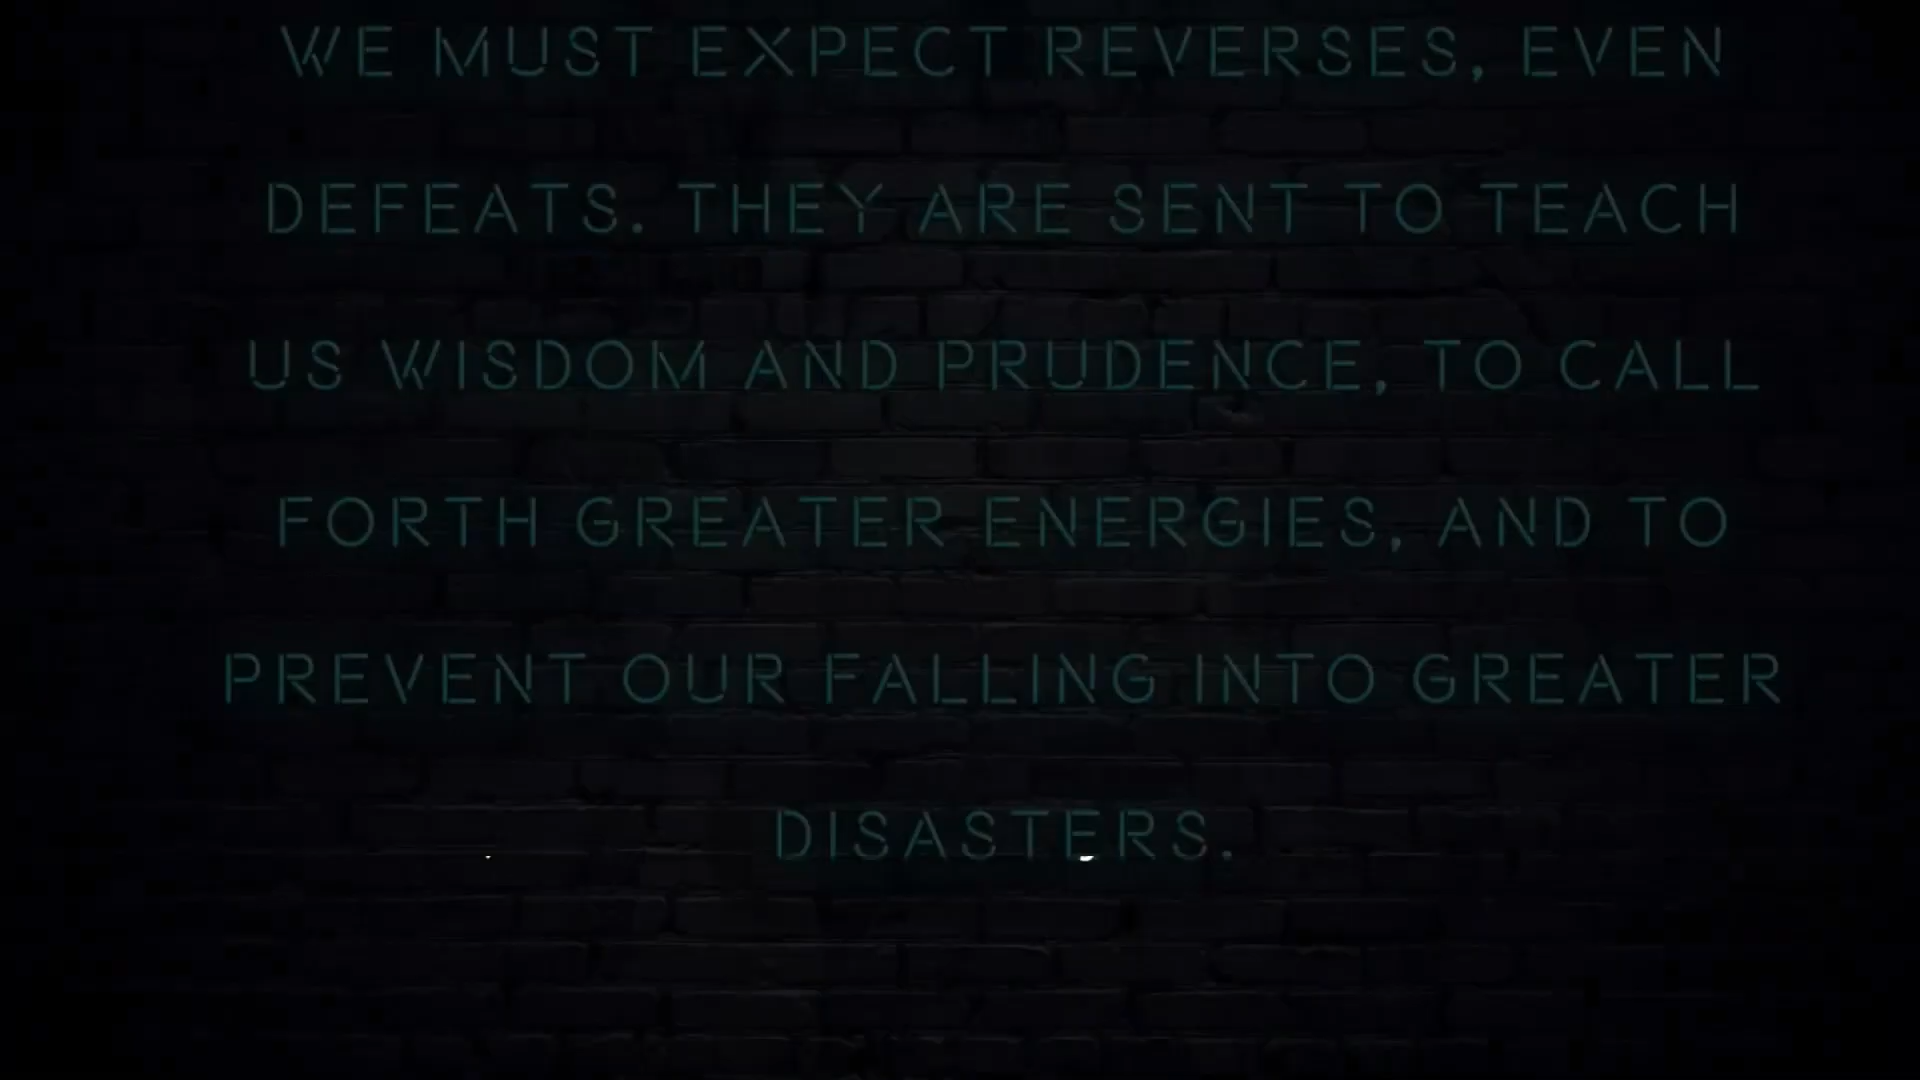 WE MUST EXPECT REVERSES, EVEN
DEFEATS. THEY ARE SENT TO TEACH
US WISDOM AND PRUDENCE, TO CALL
FORTH GREATER ENERGIES, AND TO
PREVENT OUR FALLING INTO GREATER
DISASTERS.